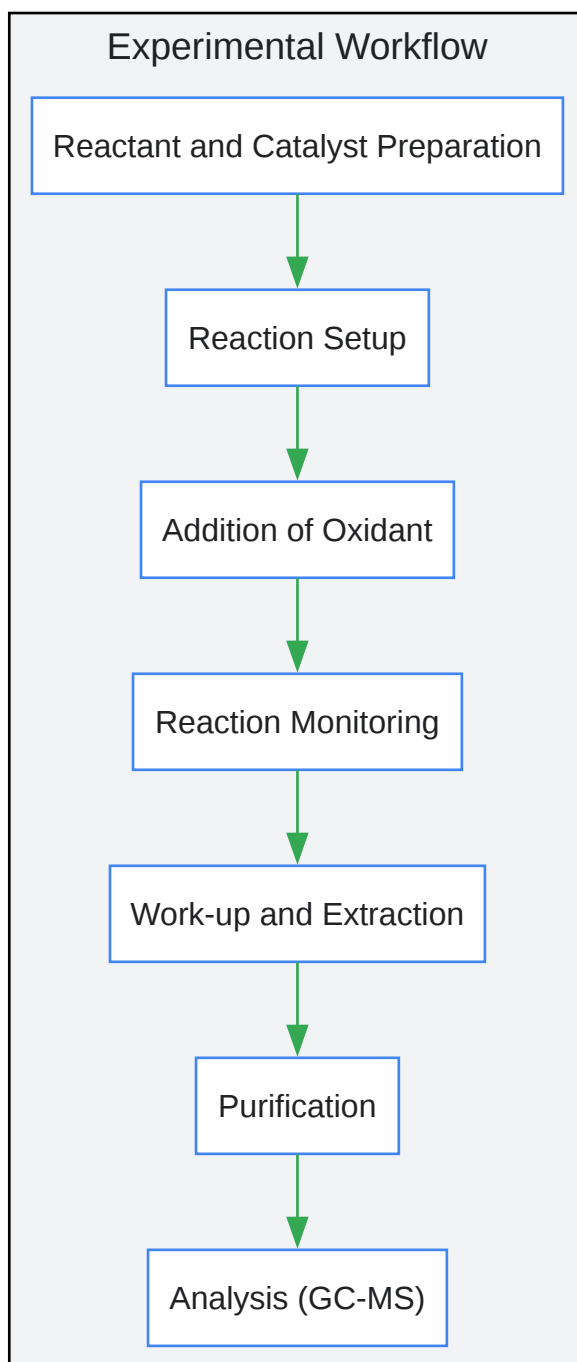 Experimental Workflow
Reactant and Catalyst Preparation
Reaction Setup
Addition of Oxidant
Reaction Monitoring
Work-up and Extraction
Purification
Analysis (GC-MS)